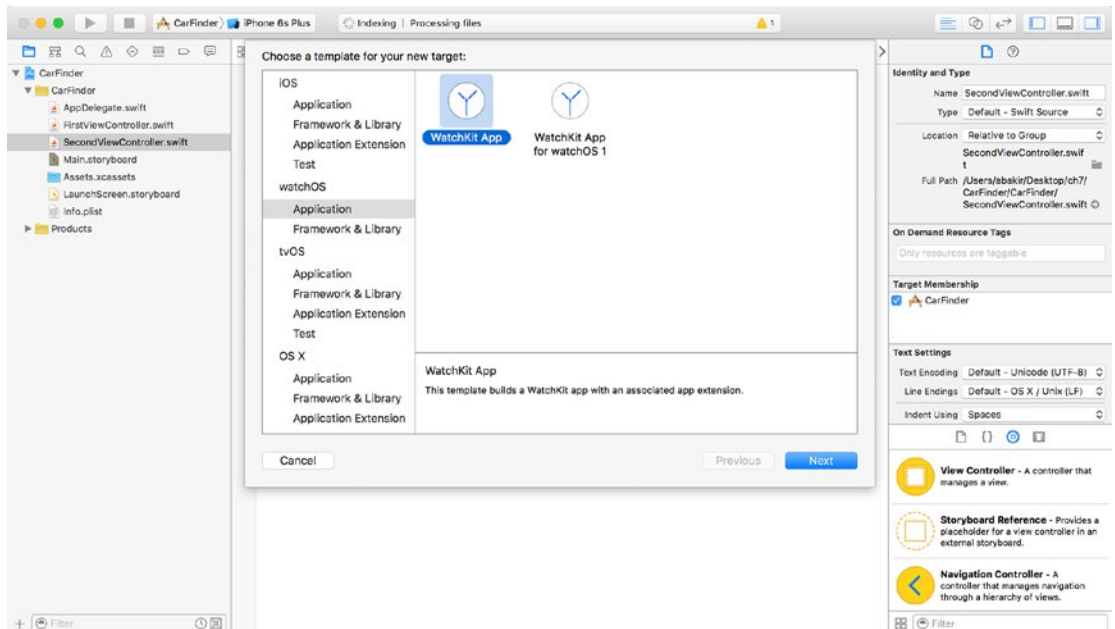 CarFinder
iPhone 6s Plus
Indexing | Processing files
1
CarFinder
CarFinder
AppDelegate.swift
FirstViewController.swift
SecondViewController.swift
Main.storyboard
Assets.xcassets
LaunchScreen.storyboard
Info.plist
Products
Filter
Choose a template for your new target:
iOS
Application
Framework & Library
Application Extension
Test
watchOS
Application
Framework & Library
tvOS
Application
Framework & Library
Application Extension
Test
OS X
Application
Framework & Library
Application Extension
WatchKit App
WatchKit App
for watchOS 1
WatchKit App
This template builds a WatchKit app with an associated app extension.
Cancel
Previous
Next
Identity and Type
Name SecondViewController.swift
Type Default - Swift Source
Location Relative to Group
SecondViewController.swif
t
Full Path /Users/abakir/Desktop/ch7/
CarFinder/CarFinder/
SecondViewController.swift
On Demand Resource Tags
Only resources are taggable
Target Membership
CarFinder
Text Settings
Text Encoding Default - Unicode (UTF-8)
Line Endings Default - OS X / Unix (LF)
Indent Using Spaces
View Controller - A controller that
manages a view.
Storyboard Reference - Provides a
placeholder for a view controller in an
external storyboard.
Navigation Controller - A
controller that manages navigation
through a hierarchy of views.
Filter